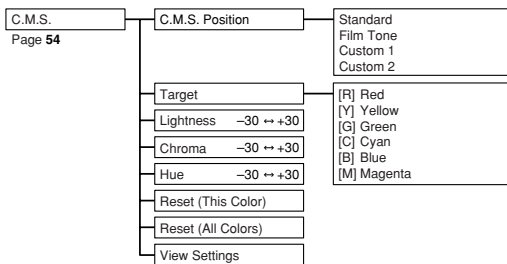 C.M.S.
Page 54
C.M.S. Position
Standard
Film Tone
Custom 1
Custom 2
Target
[R] Red
[Y] Yellow
[G] Green
[C] Cyan
[B] Blue
[M] Magenta
Lightness –30 ↔ +30
Chroma –30 ↔ +30
Hue –30 ↔ +30
Reset (This Color)
Reset (All Colors)
View Settings